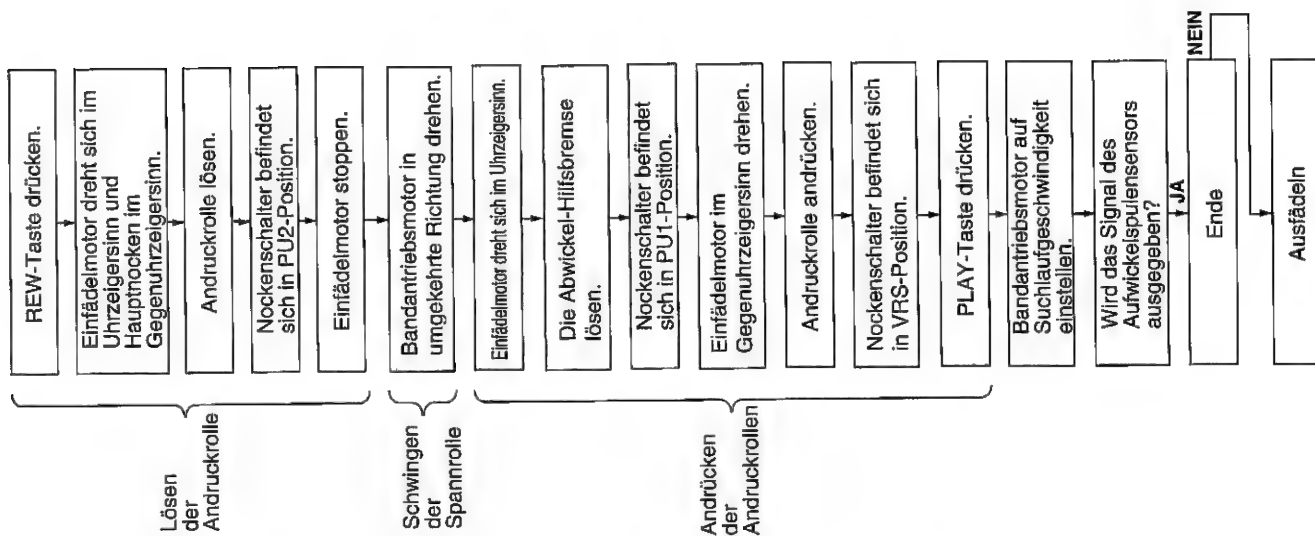 REW-Taste drücken.
Einfädelmotor dreht sich im
Uhrzeigersinn und
Hauptnocken im
Gegenuhrzeigersinn.
Andruckrolle lösen.
Nockenschalter befindet
sich in PU2-Position.
Einfädelmotor stoppen.
Lösen
der
Andruckrolle
Bandantriebsmotor in
umgekehrte Richtung drehen.
Schwingen
der
Spannrolle
Einfädelmotor dreht sich im Uhrzeigersinn.
Die Abwickel-Hilfsbremse
lösen.
Nockenschalter befindet
sich in PU1-Position.
Einfädelmotor im
Gegenuhrzeigersinn drehen.
Andruckrolle andrücken.
Nockenschalter befindet sich
in VRS-Position.
PLAY-Taste drücken.
Andrücken
der
Andruckrollen
Bandantriebsmotor auf
Suchlaufgeschwindigkeit
einstellen.
Wird das Signal des
Aufwickelspulensensors
ausgegeben?
JA
NEIN
Ende
Ausfädeln